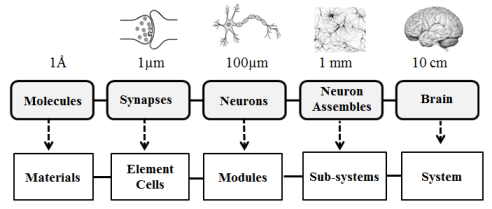 1Å
1µm
100µm
1 mm
10 cm
Molecules
Synapses
Neurons
Neuron
Assembles
Brain
Materials
Element
Cells
Modules
Sub-systems
System